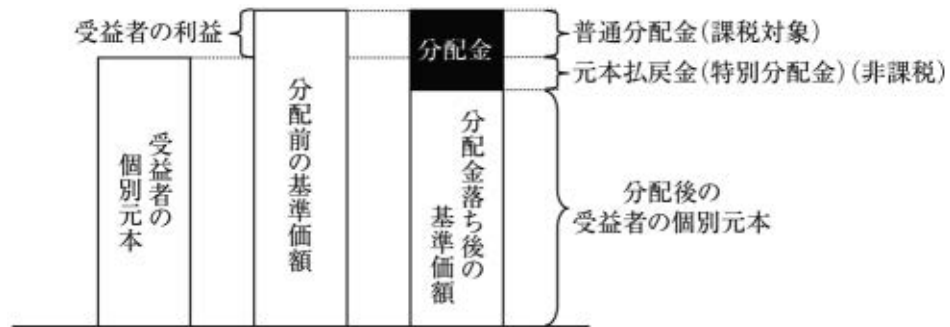 受益者の利益
分配金
普通分配金(課税対象)
元本払戻金(特別分配金)(非課税)
受益者の
個別元本
分配前の基準価額
分配金落ち後の
基準価額
分配後の
受益者の個別元本